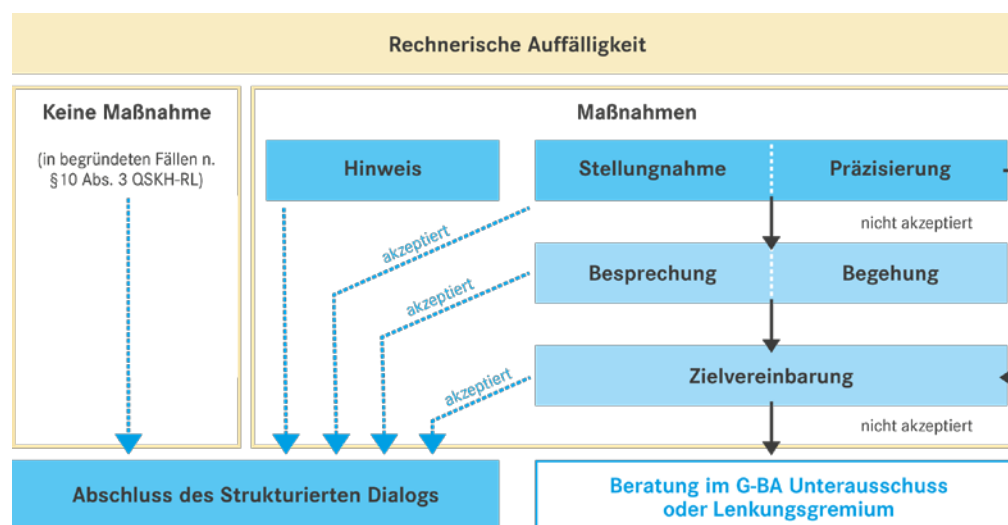 Rechnerische Auffälligkeit
Keine Maßnahme
(in begründeten Fällen n.
§10 Abs. 3 QSKH-RL)
Maßnahmen
Hinweis
Stellungnahme
Präzisierung
akzeptiert
nicht akzeptiert
akzeptiert
Besprechung
Begehung
akzeptiert
Zielvereinbarung
nicht akzeptiert
Abschluss des Strukturierten Dialogs
Beratung im G-BA Unterausschuss
oder Lenkungsgremium